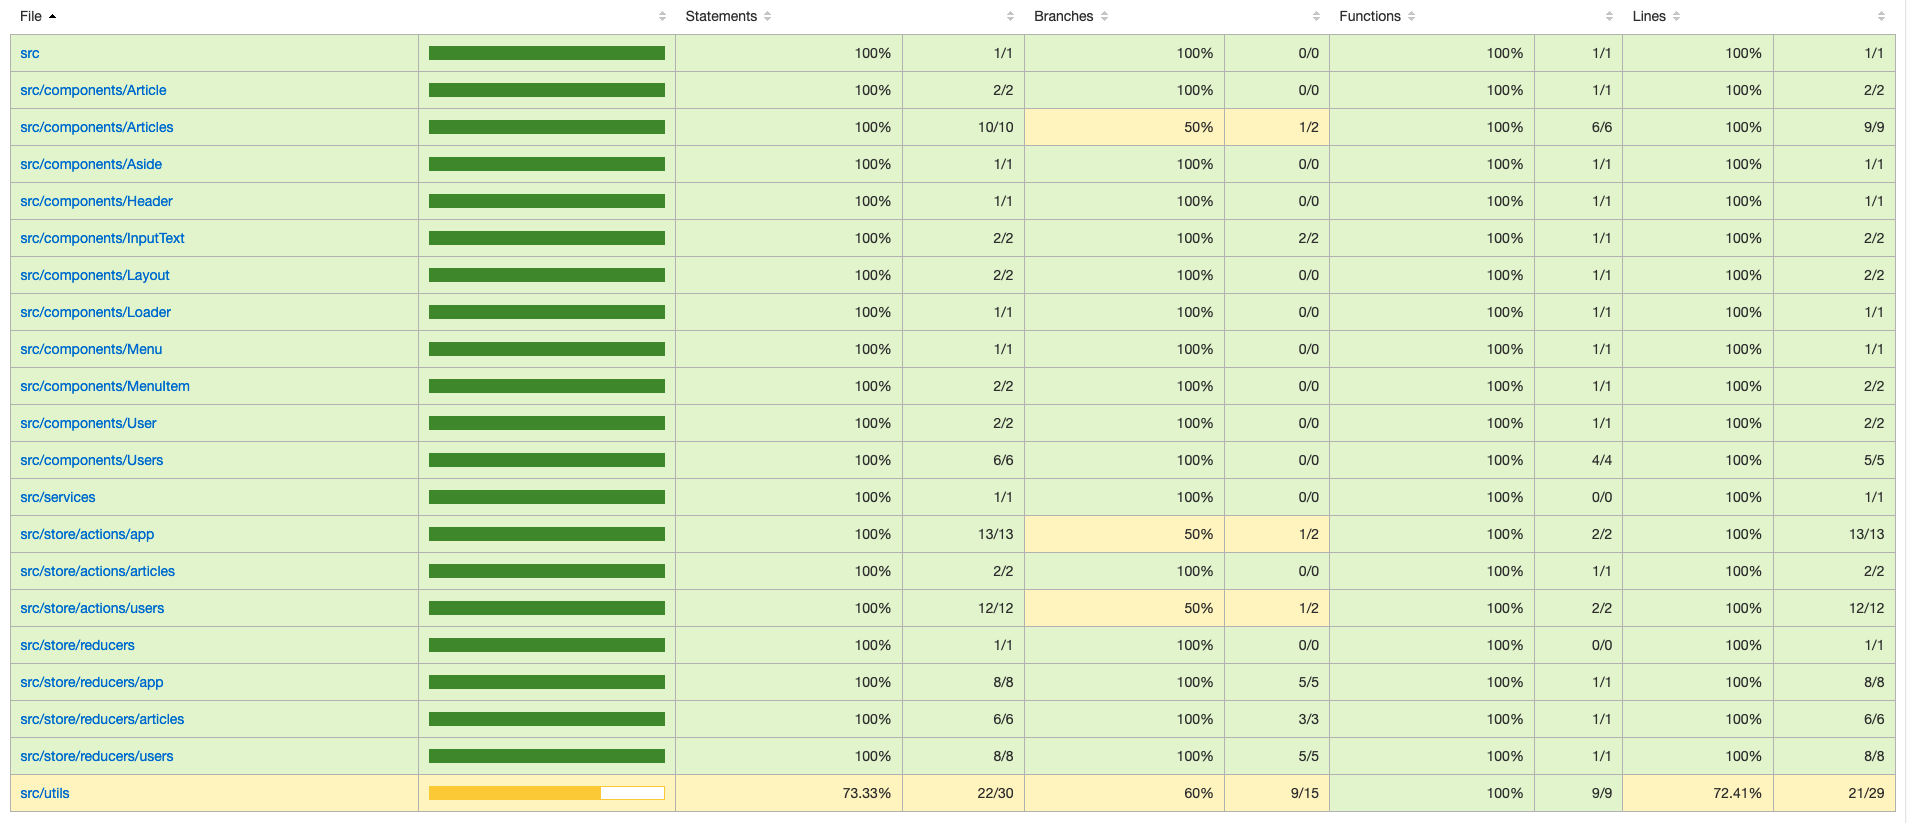 File Statements Branches Functions Lines
src 100% 1/1 100% 0/0 100% 1/1 100% 1/1
src/components/Article 100% 2/2 100% 0/0 100% 1/1 100% 2/2
src/components/Articles 100% 10/10 50% 1/2 100% 6/6 100% 9/9
src/components/Aside 100% 1/1 100% 0/0 100% 1/1 100% 1/1
src/components/Header 100% 1/1 100% 0/0 100% 1/1 100% 1/1
src/components/InputText 100% 2/2 100% 2/2 100% 1/1 100% 2/2
src/components/Layout 100% 2/2 100% 0/0 100% 1/1 100% 2/2
src/components/Loader 100% 1/1 100% 0/0 100% 1/1 100% 1/1
src/components/Menu 100% 1/1 100% 0/0 100% 1/1 100% 1/1
src/components/MenuItem 100% 2/2 100% 0/0 100% 1/1 100% 2/2
src/components/User 100% 2/2 100% 0/0 100% 1/1 100% 2/2
src/components/Users 100% 6/6 100% 0/0 100% 4/4 100% 5/5
src/services 100% 1/1 100% 0/0 100% 0/0 100% 1/1
src/store/actions/app 100% 13/13 50% 1/2 100% 2/2 100% 13/13
src/store/actions/articles 100% 2/2 100% 0/0 100% 1/1 100% 2/2
src/store/actions/users 100% 12/12 50% 1/2 100% 2/2 100% 12/12
src/store/reducers 100% 1/1 100% 0/0 100% 0/0 100% 1/1
src/store/reducers/app 100% 8/8 100% 5/5 100% 1/1 100% 8/8
src/store/reducers/articles 100% 6/6 100% 3/3 100% 1/1 100% 6/6
src/store/reducers/users 100% 8/8 100% 5/5 100% 1/1 100% 8/8
src/utils 73.33% 22/30 60% 9/15 100% 9/9 72.41% 21/29